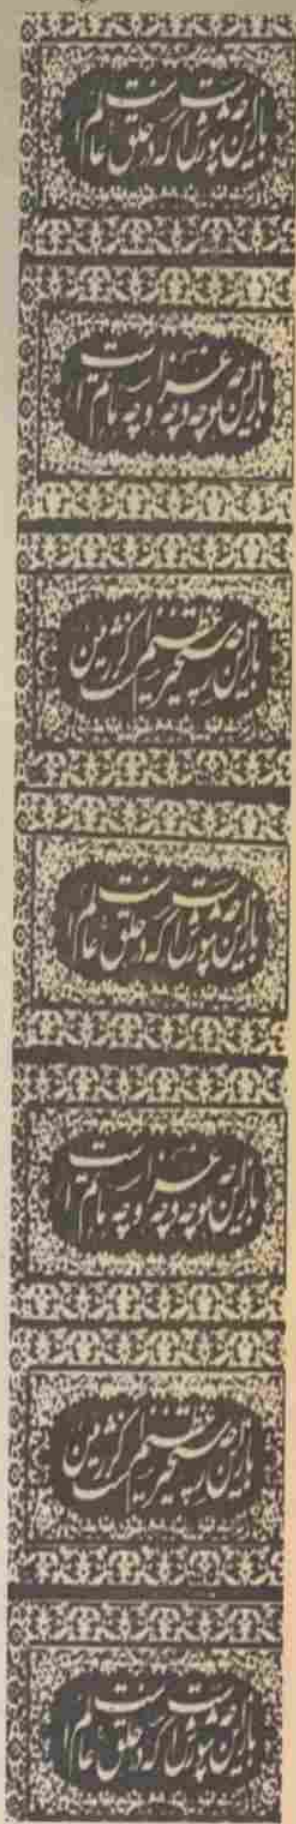 باز این چه شورش است که در خلق عالم است
باز این چه نوحه و چه عزا و چه ماتم است
باز این چه رستخیز عظیم است کز زمین
باز این چه شورش است که در خلق عالم است
باز این چه نوحه و چه عزا و چه ماتم است
باز این چه رستخیز عظیم است کز زمین
باز این چه شورش است که در خلق عالم است